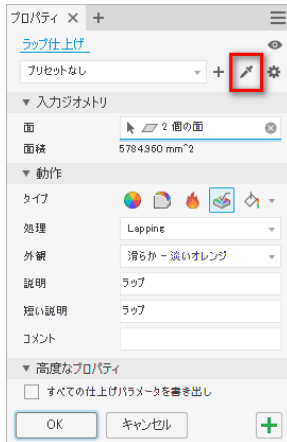 プロパティ × +
ラップ仕上げ
プリセットなし
▼ 入力ジオメトリ
面 2 個の面
面積 5784.960 mm^2
▼ 動作
タイプ
処理 Lapping
外観 滑らか - 淡いオレンジ
説明 ラップ
短い説明 ラップ
コメント
▼ 高度なプロパティ
すべての仕上げパラメータを書き出し
OK キャンセル +